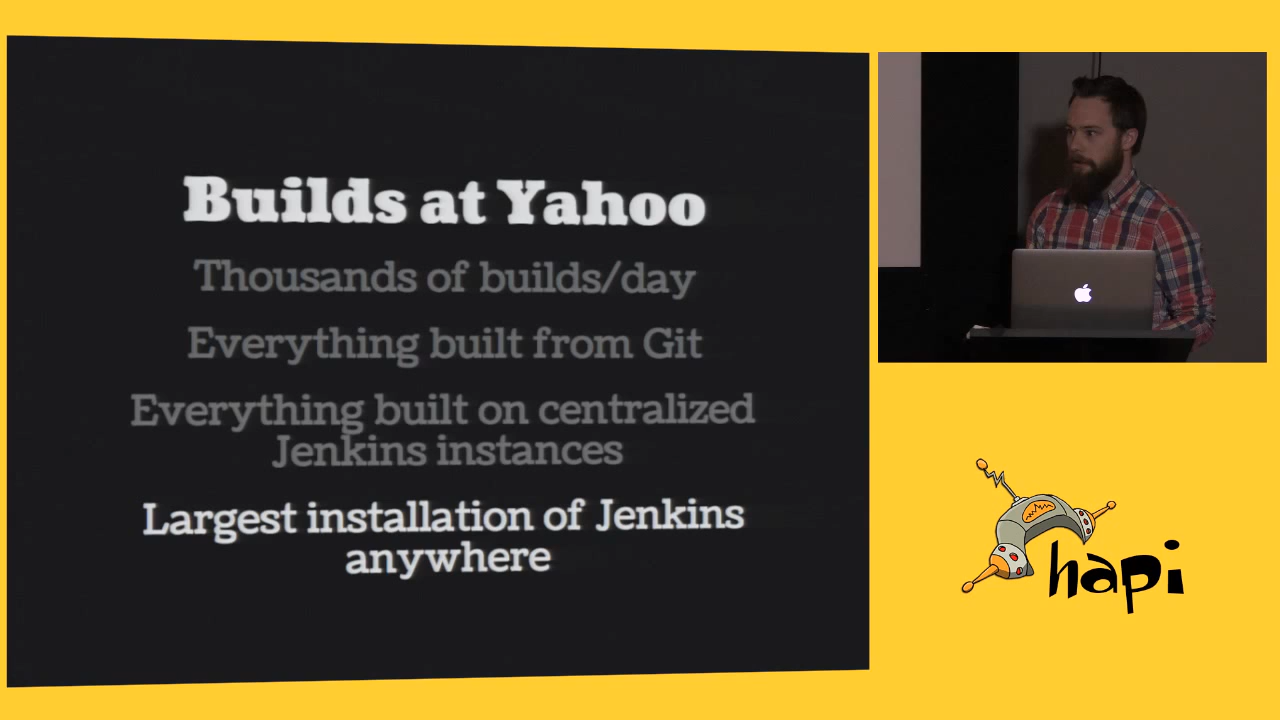 Builds at Yahoo
Thousands of builds/day
Everything built from Git
Everything built on centralized
Jenkins instances
Largest installation of Jenkins
anywhere
hapi